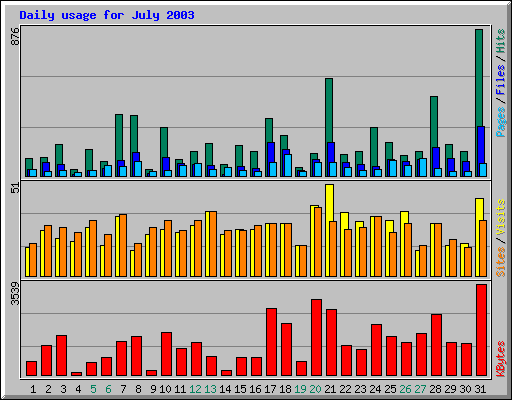 Daily usage for July 2003
876
51
3539
Pages / Files / Hits
Sites / Visits
KBytes
1 2 3 4 5 6 7 8 9 10 11 12 13 14 15 16 17 18 19 20 21 22 23 24 25 26 27 28 29 30 31